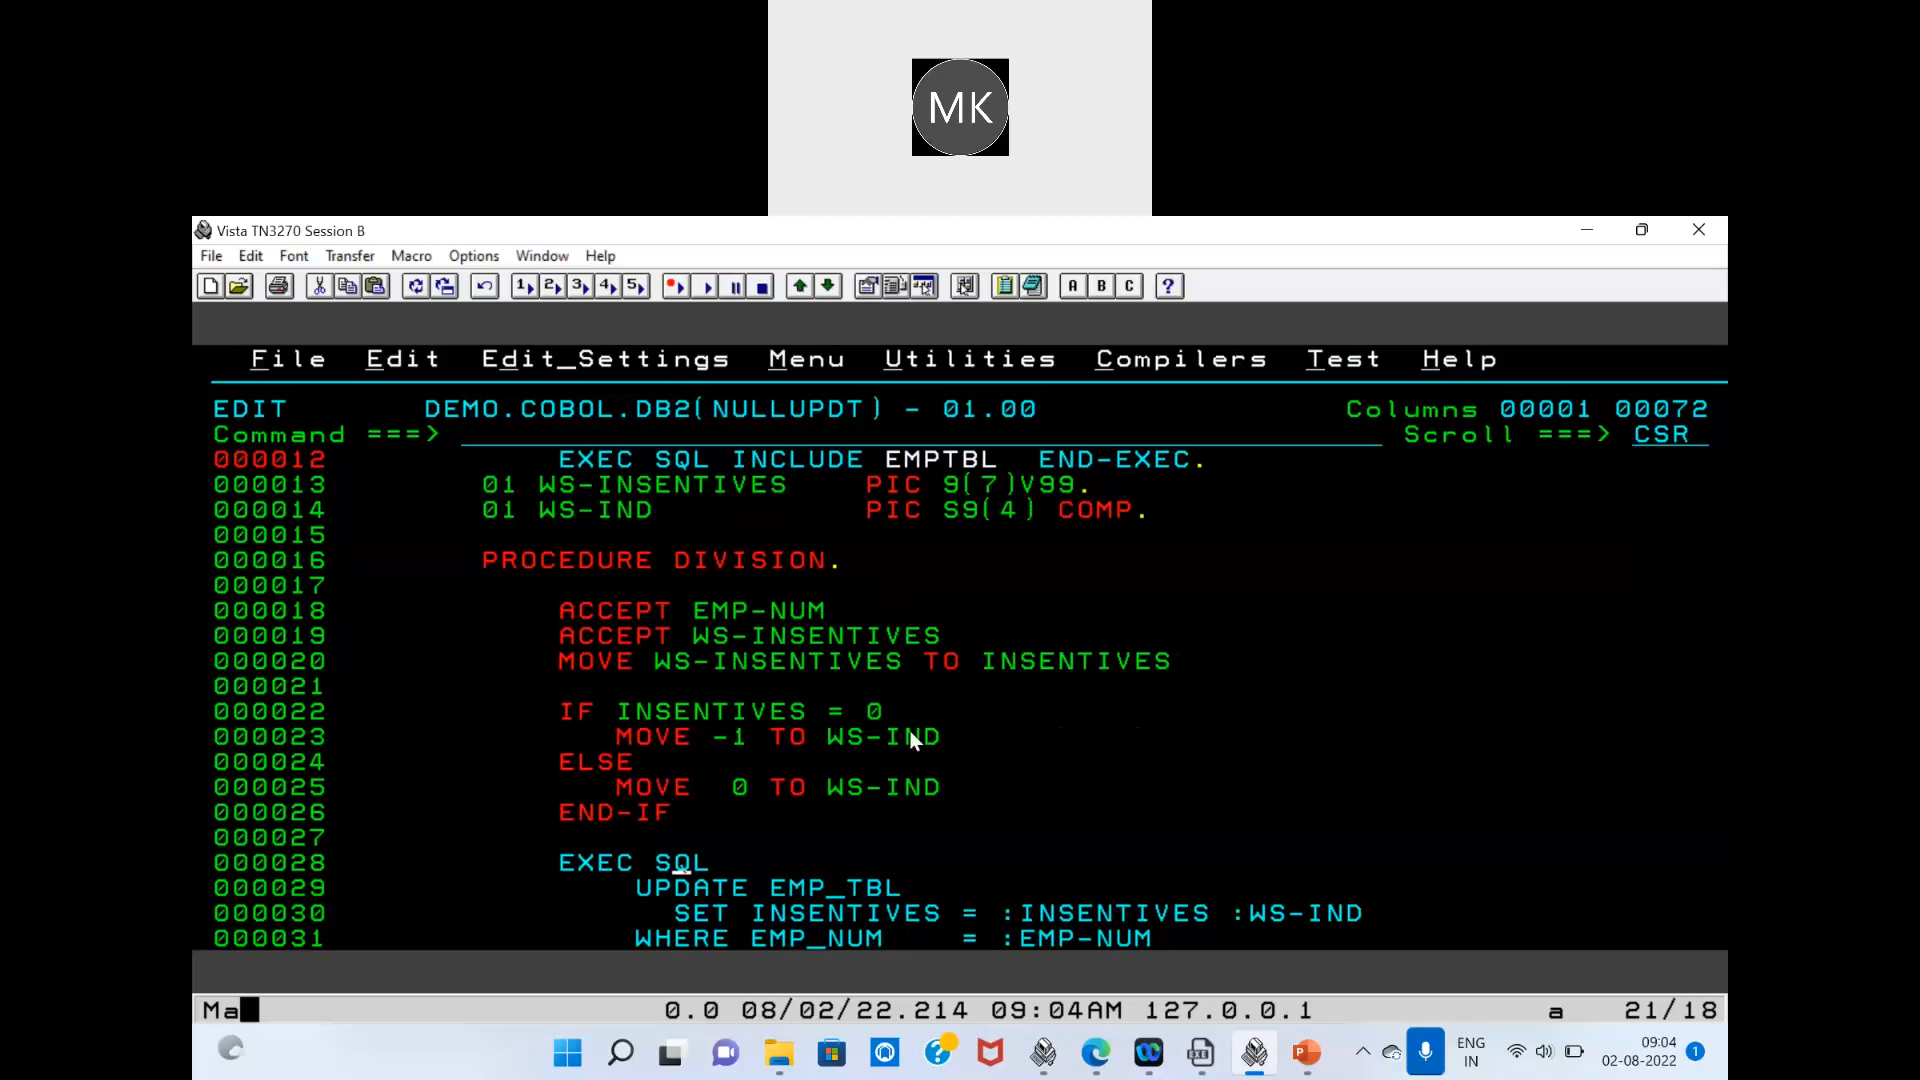 MK
Vista TN3270 Session B
File Edit Font Transfer Macro Options Window Help
1 2 3 4 5 A B C ?
File Edit Edit_Settings Menu Utilities Compilers Test Help
EDIT DEMO.COBOL.DB2(NULLUPDT) - 01.00 Columns 00001 00072
Command ===> Scroll ===> CSR
000012 EXEC SQL INCLUDE EMPTBL END-EXEC.
000013 01 WS-INSENTIVES PIC 9(7)V99.
000014 01 WS-IND PIC S9(4) COMP.
000015
000016 PROCEDURE DIVISION.
000017
000018 ACCEPT EMP-NUM
000019 ACCEPT WS-INSENTIVES
000020 MOVE WS-INSENTIVES TO INSENTIVES
000021
000022 IF INSENTIVES = 0
000023 MOVE -1 TO WS-IND
000024 ELSE
000025 MOVE 0 TO WS-IND
000026 END-IF
000027
000028 EXEC SQL
000029 UPDATE EMP_TBL
000030 SET INSENTIVES = :INSENTIVES :WS-IND
000031 WHERE EMP_NUM = :EMP-NUM
Ma 0.0 08/02/22.214 09:04AM 127.0.0.1 a 21/18
ENG 09:04
IN 02-08-2022 1